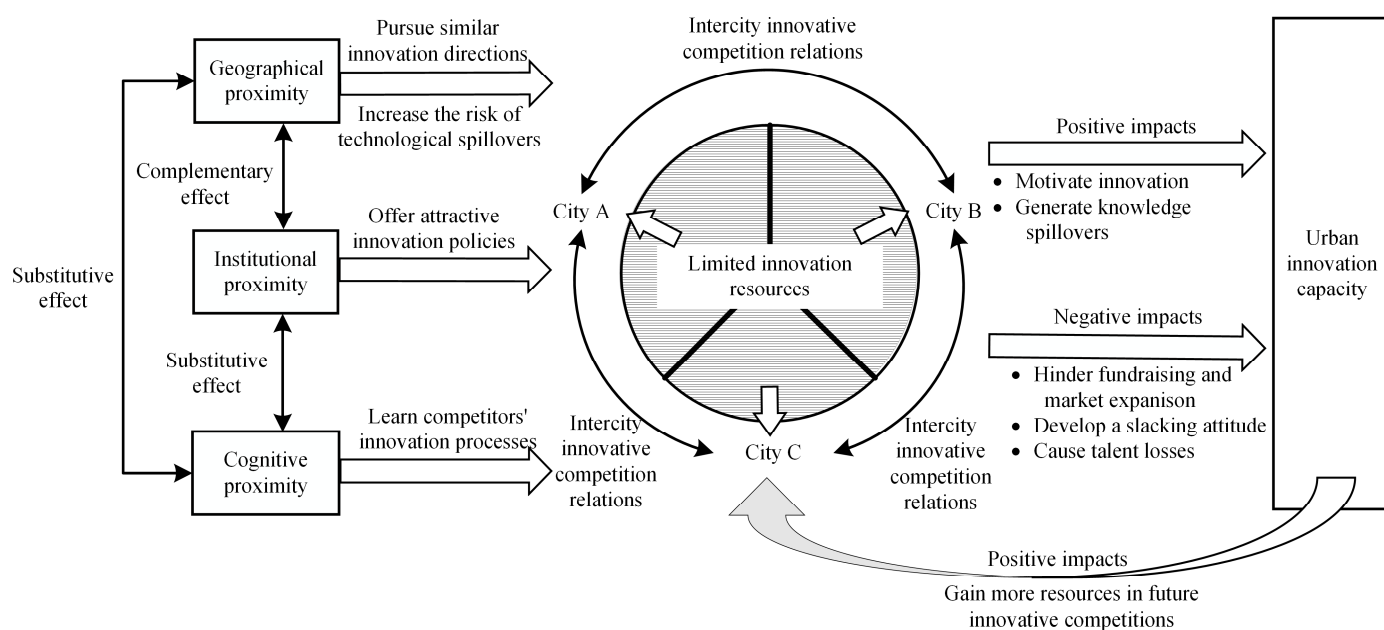 Pursue similar
innovation directions
Geographical
proximity
Increase the risk of
technological spillovers
Complementary
effect
Offer attractive
innovation policies
Institutional
proximity
Substitutive
effect
Substitutive
effect
Learn competitors'
innovation processes
Cognitive
proximity
Intercity innovative
competition relations
City A
City B
Limited innovation
resources
City C
Intercity
innovative
competition
relations
Intercity
innovative
competition
relations
Positive impacts
• Motivate innovation
• Generate knowledge
spillovers
Negative impacts
• Hinder fundraising and
market expanison
• Develop a slacking attitude
• Cause talent losses
Urban
innovation
capacity
Positive impacts
Gain more resources in future
innovative competitions